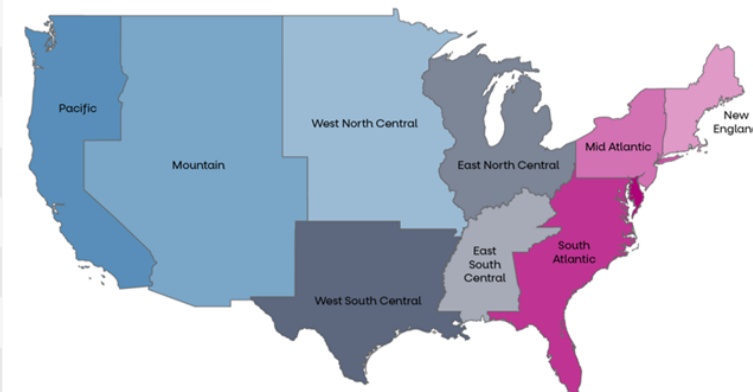 Pacific
Mountain
West North Central
East North Central
Mid Atlantic
New
Englan
West South Central
East
South
Central
South
Atlantic